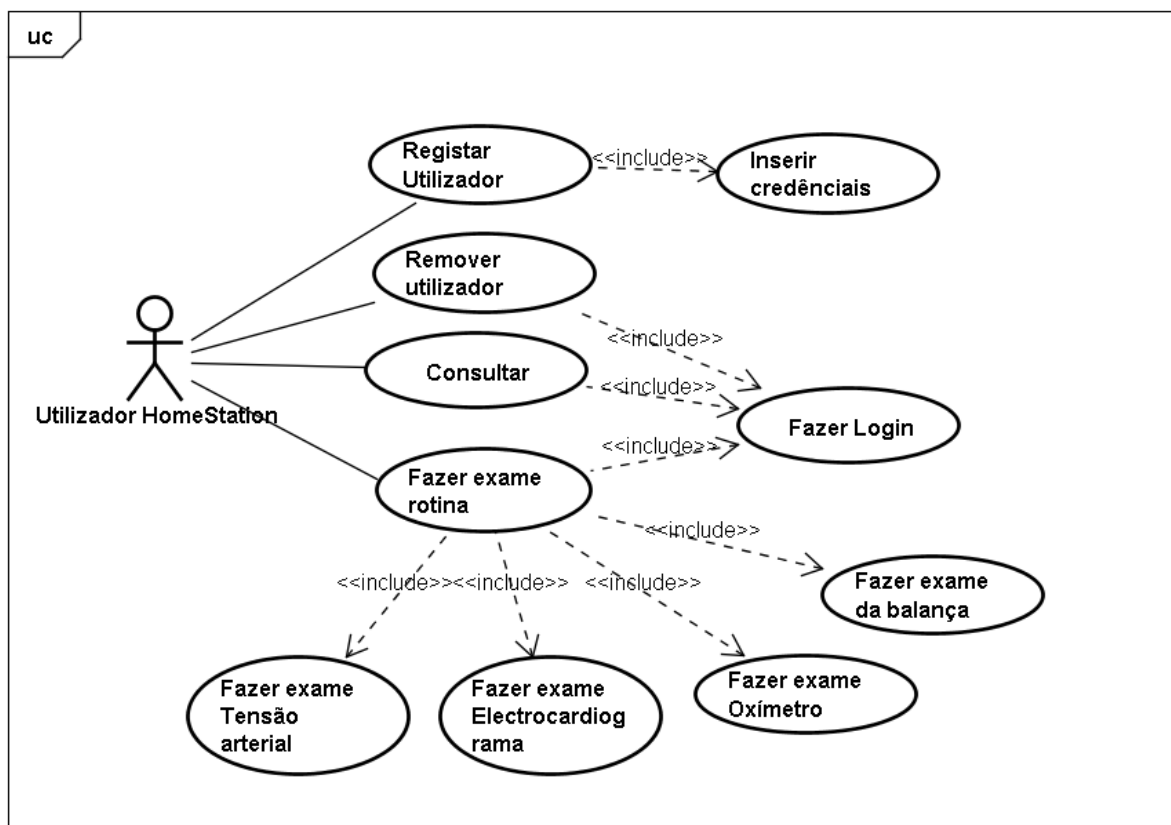 uc
Registar
Utilizador
<<include>>
Inserir
credênciais
Remover
utilizador
<<include>>
Consultar
<<include>>
Utilizador HomeStation
Fazer Login
<<include>>
Fazer exame
rotina
<<include>>
<<include>>
<<include>>
<<include>>
Fazer exame
da balança
Fazer exame
Tensão
arterial
Fazer exame
Electrocardiog
rama
Fazer exame
Oxímetro